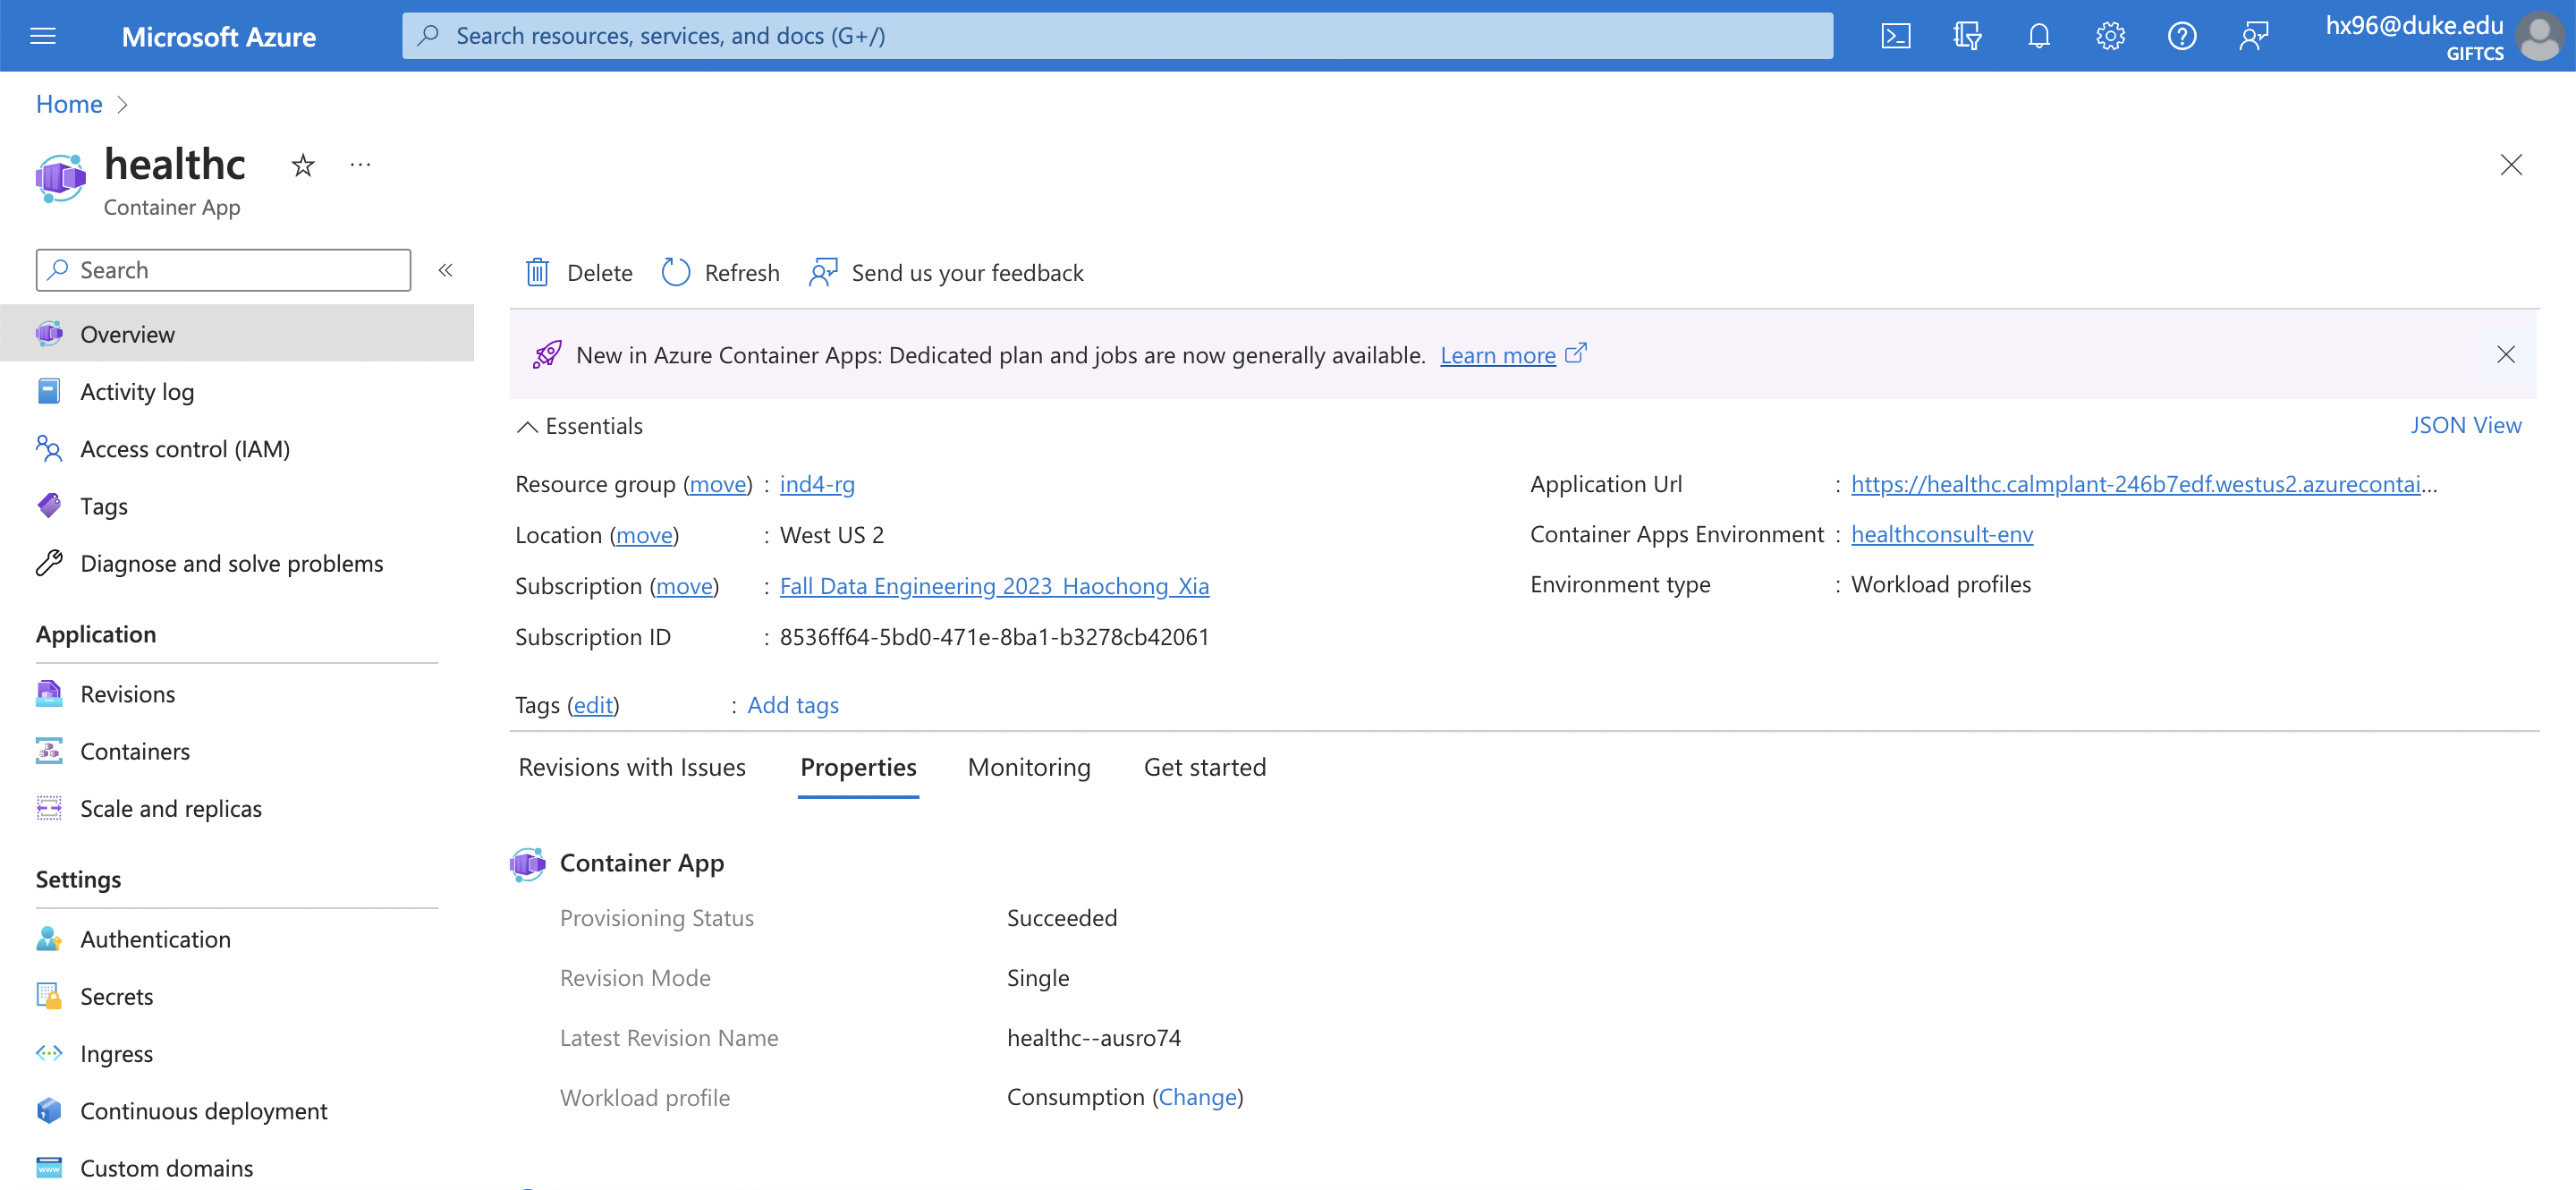 Microsoft Azure
Search resources, services, and docs (G+/)
hx96@duke.edu
GIFTCS
Home
healthc
Container App
Search
Delete
Refresh
Send us your feedback
Overview
Activity log
Access control (IAM)
Tags
Diagnose and solve problems
Application
Revisions
Containers
Scale and replicas
Settings
Authentication
Secrets
Ingress
Continuous deployment
Custom domains
New in Azure Container Apps: Dedicated plan and jobs are now generally available. Learn more
Essentials
JSON View
Resource group (move) : ind4-rg
Location (move) : West US 2
Subscription (move) : Fall Data Engineering 2023_Haochong_Xia
Subscription ID : 8536ff64-5bd0-471e-8ba1-b3278cb42061
Application Url : https://healthc.calmplant-246b7edf.westus2.azurecontai...
Container Apps Environment : healthconsult-env
Environment type : Workload profiles
Tags (edit) : Add tags
Revisions with Issues
Properties
Monitoring
Get started
Container App
Provisioning Status Succeeded
Revision Mode Single
Latest Revision Name healthc--ausro74
Workload profile Consumption (Change)